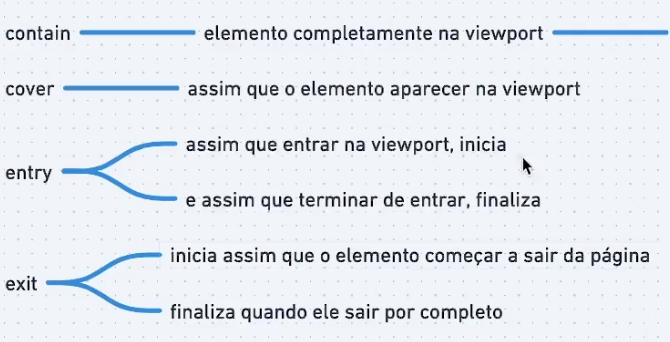 contain
elemento completamente na viewport
cover
assim que o elemento aparecer na viewport
entry
assim que entrar na viewport, inicia
e assim que terminar de entrar, finaliza
exit
inicia assim que o elemento começar a sair da página
finaliza quando ele sair por completo